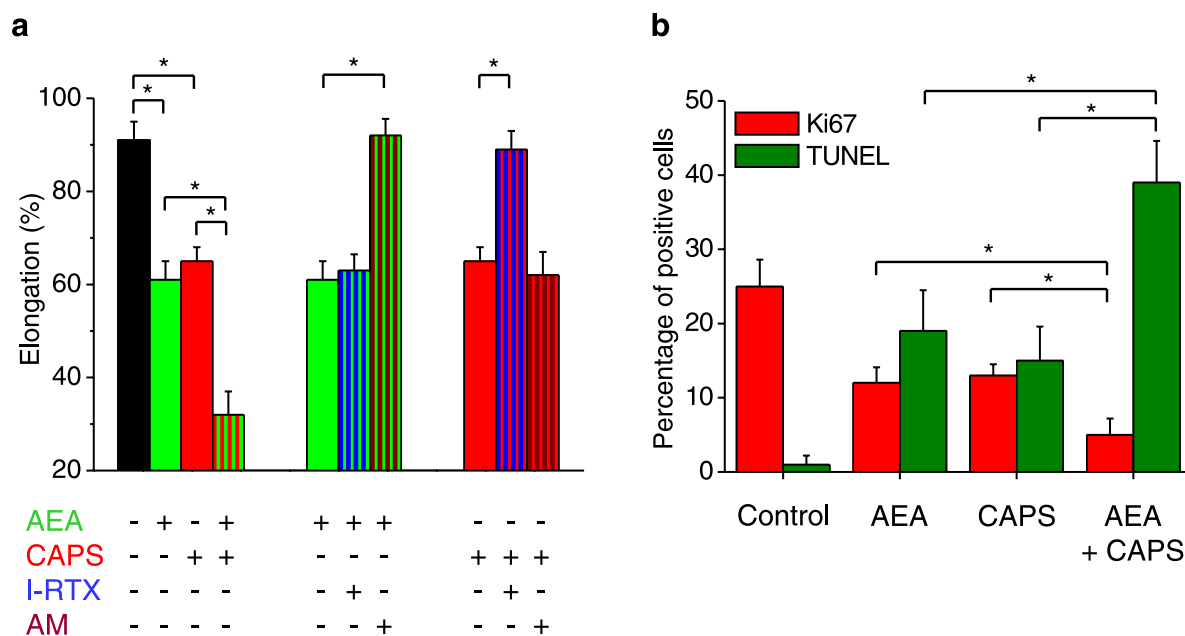 a
* *
* *
100
80
60
40
20
Elongation (%)
* *
*
*
AEA - + - + + + + - - -
CAPS - - + + - - - + + +
I-RTX - - - - - + - - + -
AM - - - - - - + - - +
b
*
*
*
*
50
40
30
20
10
0
Percentage of positive cells
Ki67
TUNEL
Control AEA CAPS AEA
+ CAPS